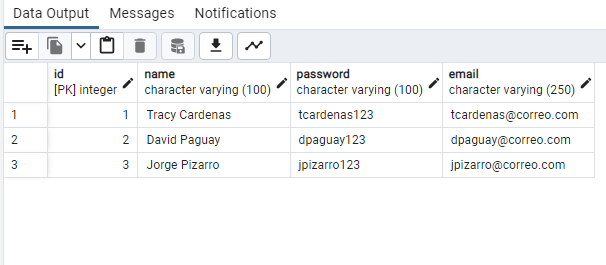 Data Output Messages Notifications
id name password email
[PK] integer character varying (100) character varying (100) character varying (250)
1 1 Tracy Cardenas tcardenas123 tcardenas@correo.com
2 2 David Paguay dpaguay123 dpaguay@correo.com
3 3 Jorge Pizarro jpizarro123 jpizarro@correo.com